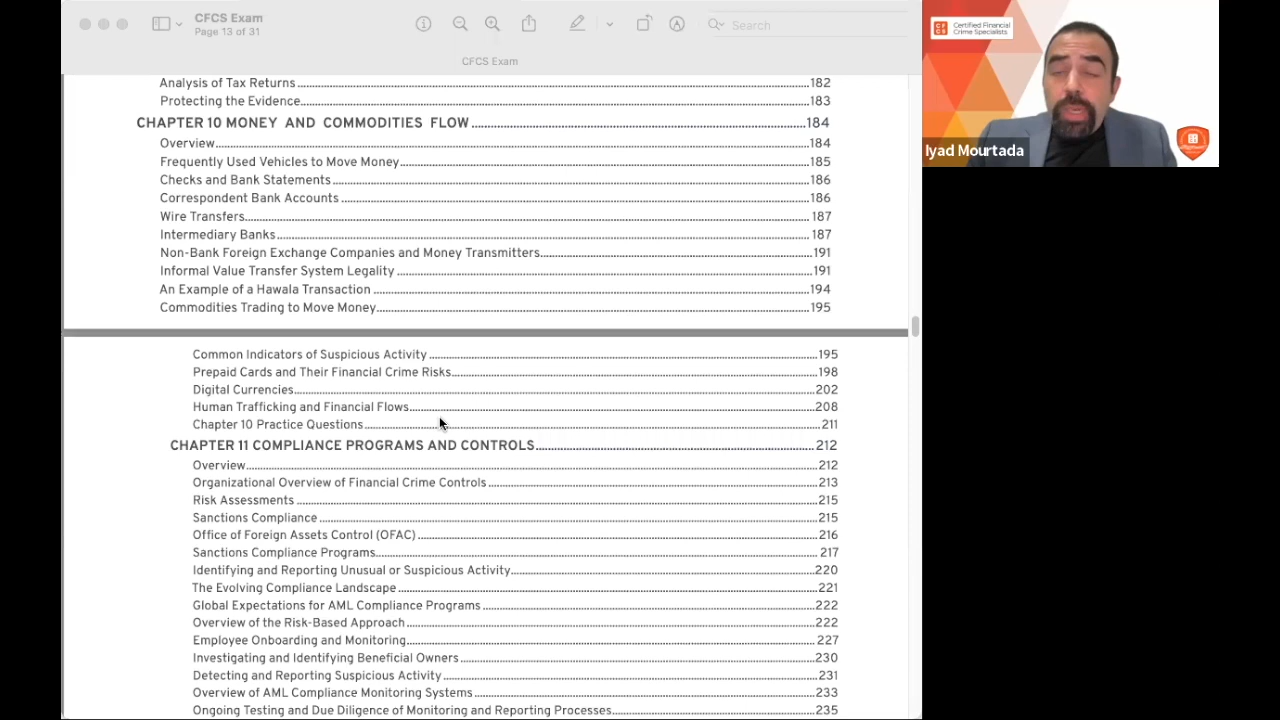 CFCS Exam
Page 13 of 31
Search
CFCS Exam
Analysis of Tax Returns 182
Protecting the Evidence 183
CHAPTER 10 MONEY AND COMMODITIES FLOW 184
Overview 184
Frequently Used Vehicles to Move Money 185
Checks and Bank Statements 186
Correspondent Bank Accounts 186
Wire Transfers 187
Intermediary Banks 187
Non-Bank Foreign Exchange Companies and Money Transmitters 191
Informal Value Transfer System Legality 191
An Example of a Hawala Transaction 194
Commodities Trading to Move Money 195
Common Indicators of Suspicious Activity 195
Prepaid Cards and Their Financial Crime Risks 198
Digital Currencies 202
Human Trafficking and Financial Flows 208
Chapter 10 Practice Questions 211
CHAPTER 11 COMPLIANCE PROGRAMS AND CONTROLS 212
Overview 212
Organizational Overview of Financial Crime Controls 213
Risk Assessments 215
Sanctions Compliance 215
Office of Foreign Assets Control (OFAC) 216
Sanctions Compliance Programs 217
Identifying and Reporting Unusual or Suspicious Activity 220
The Evolving Compliance Landscape 221
Global Expectations for AML Compliance Programs 222
Overview of the Risk-Based Approach 222
Employee Onboarding and Monitoring 227
Investigating and Identifying Beneficial Owners 230
Detecting and Reporting Suspicious Activity 231
Overview of AML Compliance Monitoring Systems 233
Ongoing Testing and Due Diligence of Monitoring and Reporting Processes 235
Certified Financial
Crime Specialists
Iyad Mourtada